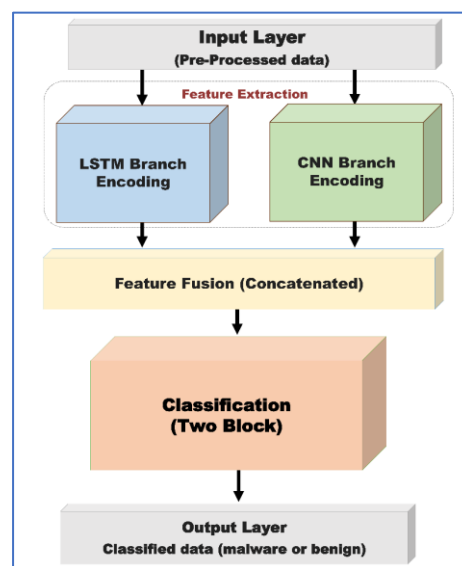 Input Layer
(Pre-Processed data)
Feature Extraction
LSTM Branch
Encoding
CNN Branch
Encoding
Feature Fusion (Concatenated)
Classification
(Two Block)
Output Layer
Classified data (malware or benign)